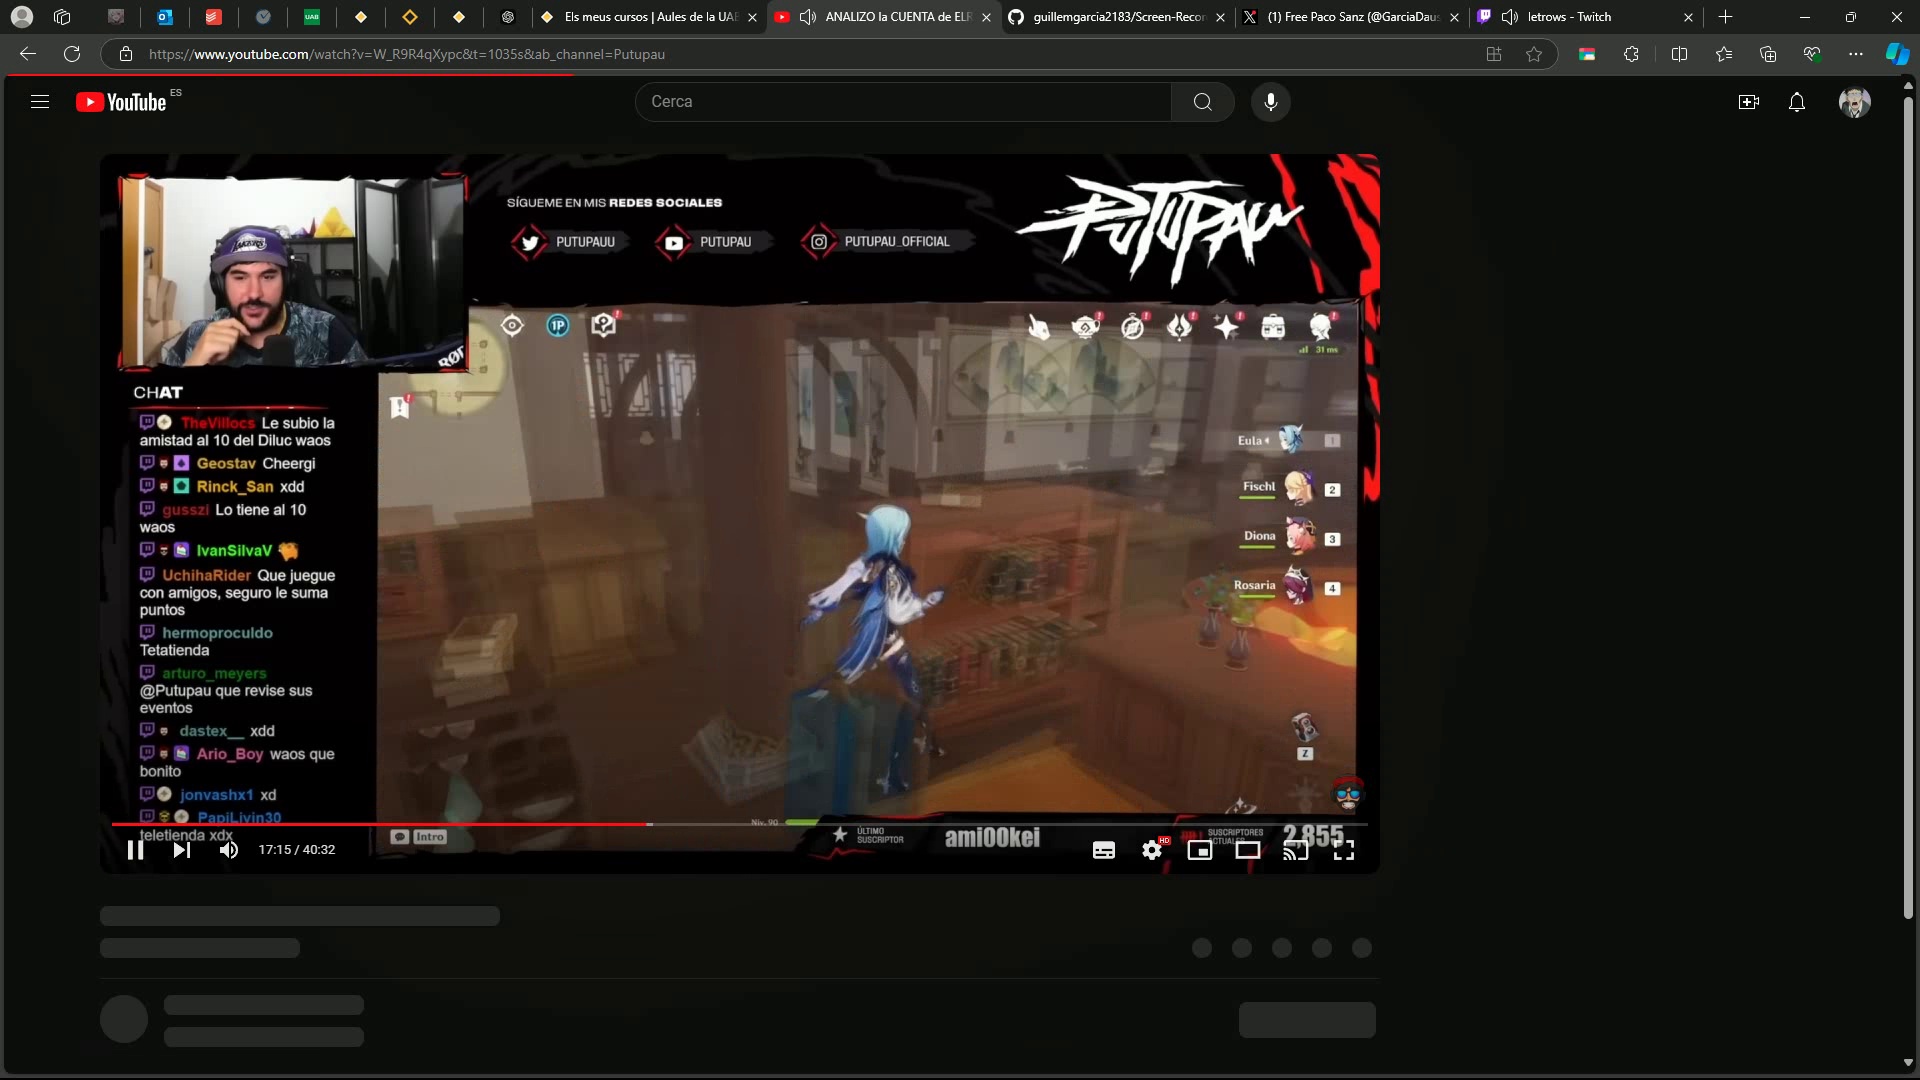 Els meus cursos | Aules de la UAB
ANALIZO la CUENTA de ELR
guillemgarcia2183/Screen-Recor
(1) Free Paco Sanz (@GarciaDaus
letrows - Twitch
https://www.youtube.com/watch?v=W_R9R4qXypc&t=1035s&ab_channel=Putupau
YouTube ES
Cerca
SÍGUEME EN MIS REDES SOCIALES
PUTUPAUU
PUTUPAU
PUTUPAU_OFFICIAL
PUTUPAU
LAKERS
1P
31 ms
CHAT
TheVillocs Le subio la
amistad al 10 del Diluc waos
Geostav Cheergi
Rinck_San xdd
gusszi Lo tiene al 10
waos
IvanSilvaV
UchihaRider Que juegue
con amigos, seguro le suma
puntos
hermoproculdo
Tetatienda
arturo_meyers
@Putupau que revise sus
eventos
dastex__ xdd
Ario_Boy waos que
bonito
jonvashx1 xd
PapiLivin30
teletienda xdx
Eula 1
Fischl 2
Diona 3
Rosaria 4
Z
Niv. 90
Intro
ÚLTIMO
SUSCRIPTOR
ami00kei
SUSCRIPTORES
ACTUALES
2,855
17:15 / 40:32
HD